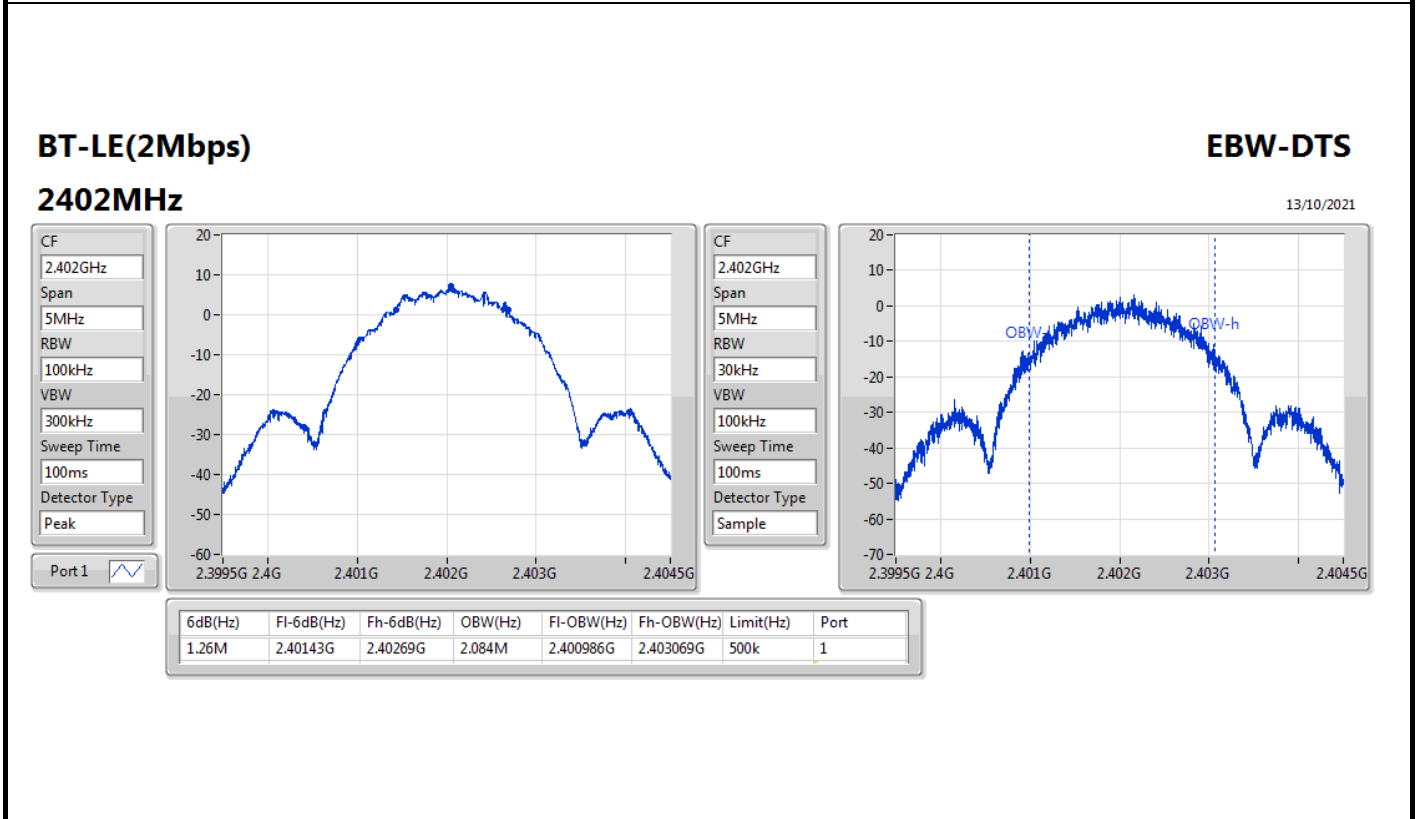 BT-LE(2Mbps)
EBW-DTS
2402MHz
13/10/2021
CF
2.402GHz
Span
5MHz
RBW
100kHz
VBW
300kHz
Sweep Time
100ms
Detector Type
Peak
Port 1
20
10
0
-10
-20
-30
-40
-50
-60
2.3995G 2.4G 2.401G 2.402G 2.403G 2.4045G
CF
2.402GHz
Span
5MHz
RBW
30kHz
VBW
100kHz
Sweep Time
100ms
Detector Type
Sample
20
10
0
-10
-20
-30
-40
-50
-60
-70
OBW-
OBW-h
2.3995G 2.4G 2.401G 2.402G 2.403G 2.4045G
6dB(Hz) Fl-6dB(Hz) Fh-6dB(Hz) OBW(Hz) Fl-OBW(Hz) Fh-OBW(Hz) Limit(Hz) Port
1.26M 2.40143G 2.40269G 2.084M 2.400986G 2.403069G 500k 1